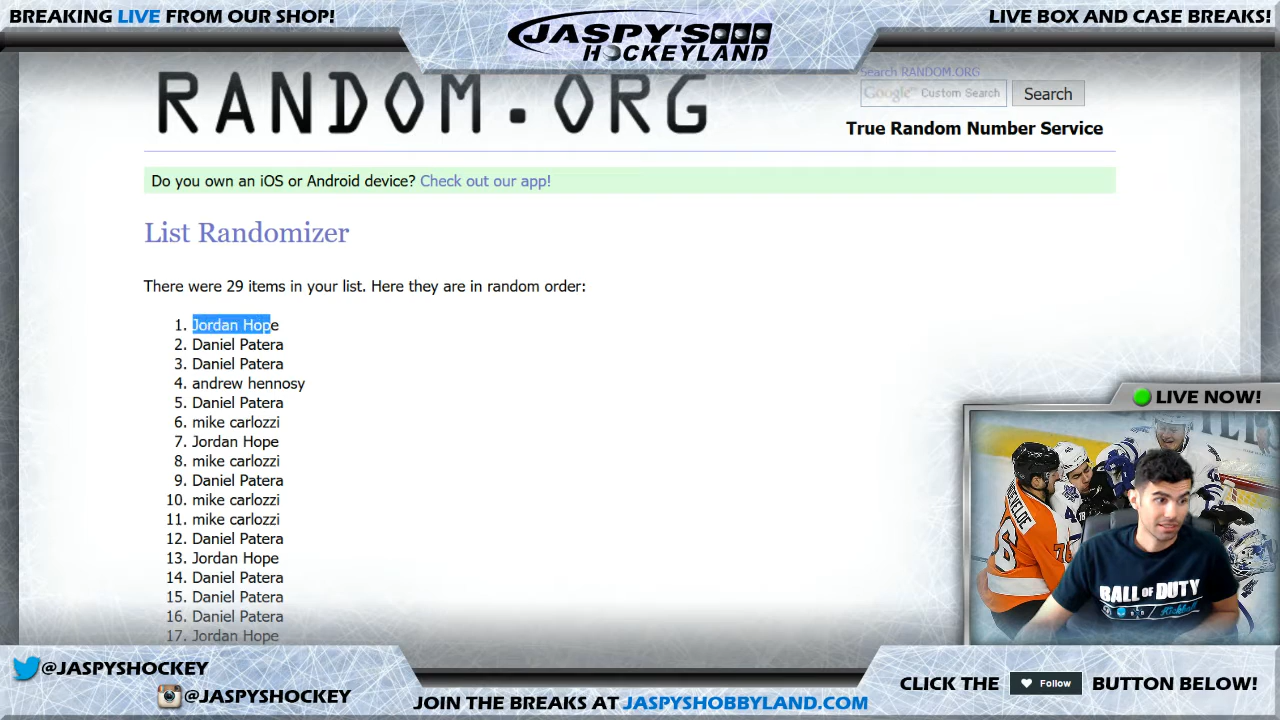 BREAKING LIVE FROM OUR SHOP!
JASPY'S
HOCKEYLAND
LIVE BOX AND CASE BREAKS!
RANDOM.ORG
Search RANDOM.ORG
Google™ Custom Search
Search
True Random Number Service
Do you own an iOS or Android device? Check out our app!
List Randomizer
There were 29 items in your list. Here they are in random order:
1. Jordan Hope
2. Daniel Patera
3. Daniel Patera
4. andrew hennosy
5. Daniel Patera
6. mike carlozzi
7. Jordan Hope
8. mike carlozzi
9. Daniel Patera
10. mike carlozzi
11. mike carlozzi
12. Daniel Patera
13. Jordan Hope
14. Daniel Patera
15. Daniel Patera
16. Daniel Patera
17. Jordan Hope
LIVE NOW!
BALL OF DUTY
Kickball
@JASPYSHOCKEY
@JASPYSHOCKEY
JOIN THE BREAKS AT JASPYSHOBBYLAND.COM
CLICK THE Follow BUTTON BELOW!